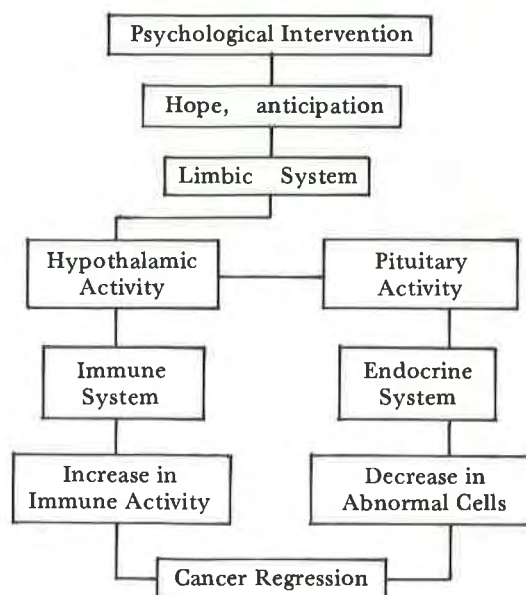 Psychological Intervention
Hope, anticipation
Limbic System
Hypothalamic
Activity
Pituitary
Activity
Immune
System
Endocrine
System
Increase in
Immune Activity
Decrease in
Abnormal Cells
Cancer Regression